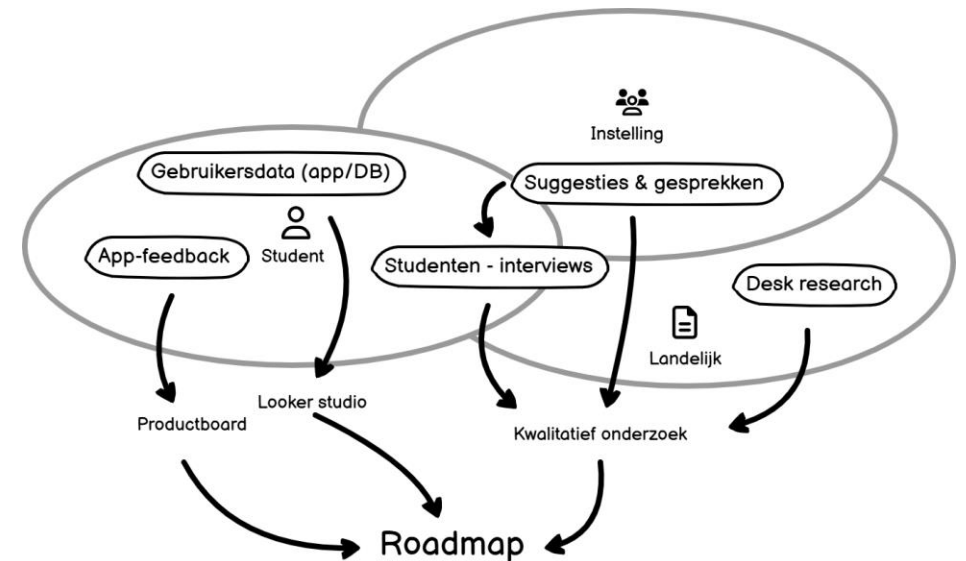 Instelling
Gebruikersdata (app/DB)
Suggesties & gesprekken
App-feedback
Student
Studenten - interviews
Desk research
Landelijk
Looker studio
Productboard
Kwalitatief onderzoek
Roadmap